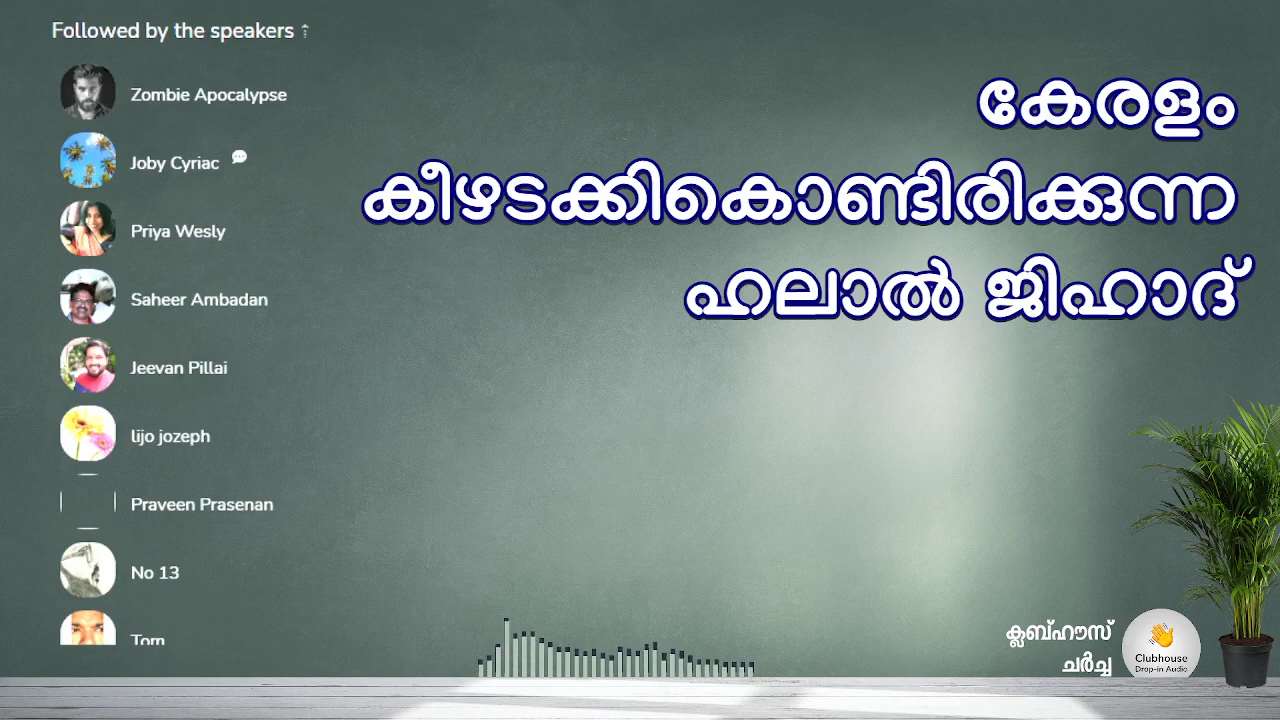 Followed by the speakers ⇡
Zombie Apocalypse
Joby Cyriac
Priya Wesly
Saheer Ambadan
Jeevan Pillai
lijo jozeph
Praveen Prasenan
No 13
Tom
കേരളം
കീഴടക്കികൊണ്ടിരിക്കുന്ന
ഹലാൽ ജിഹാദ്
ക്ലബ്ഹൗസ്
ചർച്ച
Clubhouse
Drop-in Audio